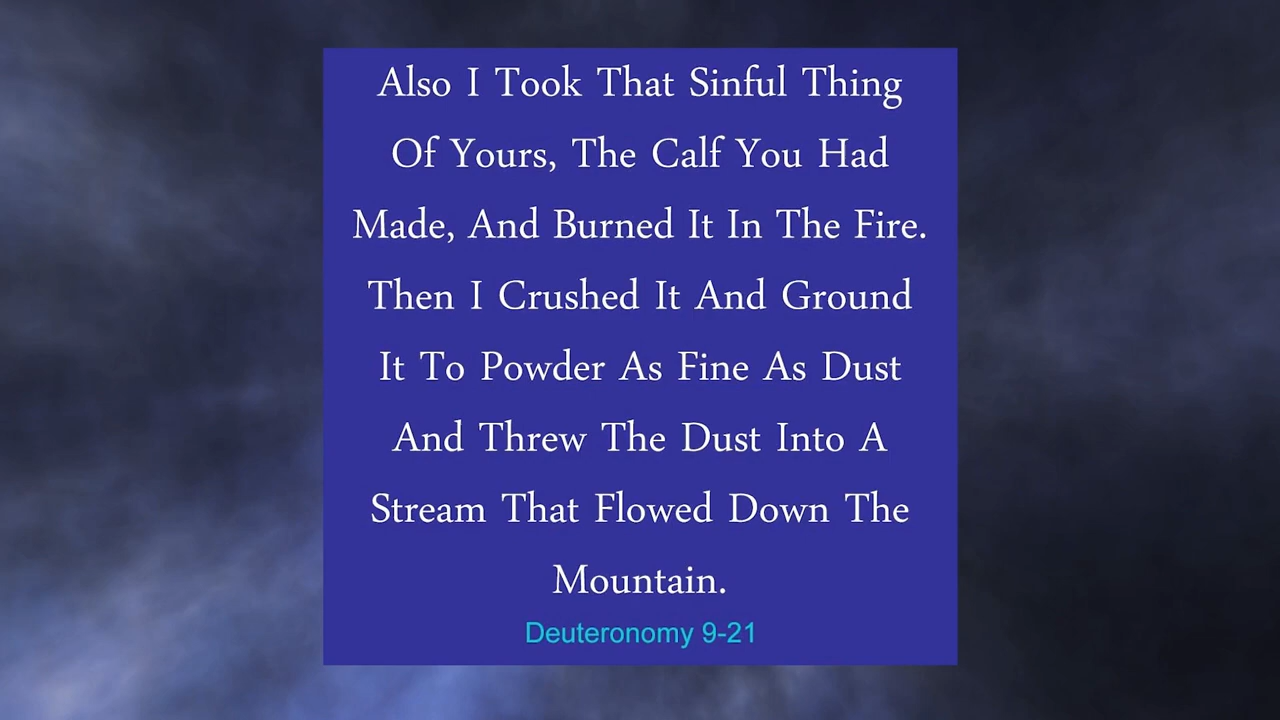 Also I Took That Sinful Thing
Of Yours, The Calf You Had
Made, And Burned It In The Fire.
Then I Crushed It And Ground
It To Powder As Fine As Dust
And Threw The Dust Into A
Stream That Flowed Down The
Mountain.
Deuteronomy 9-21